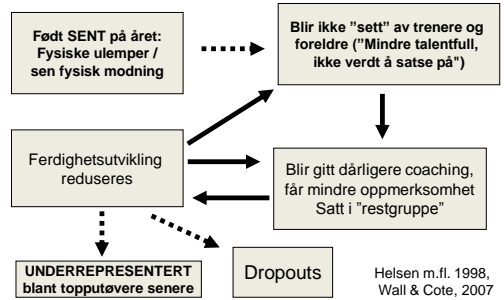 Født SENT på året:
Fysiske ulemper /
sen fysisk modning
Blir ikke "sett" av trenere og
foreldre ("Mindre talentfull,
ikke verdt å satse på")
Ferdighetsutvikling
reduseres
Blir gitt dårligere coaching,
får mindre oppmerksomhet
Satt i "restgruppe"
UNDERREPRESENTERT
blant topputøvere senere
Dropouts
Helsen m.fl. 1998,
Wall & Cote, 2007